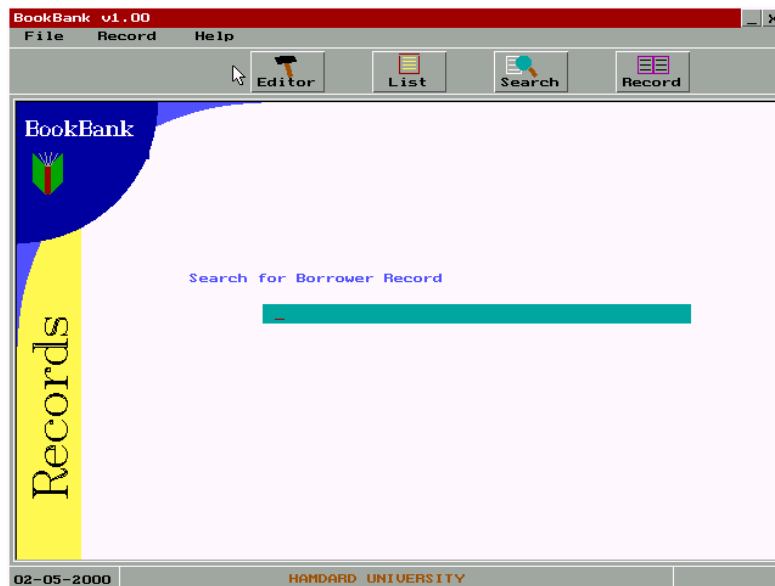 BookBank v1.00
File Record Help
Editor List Search Record
BookBank
Search for Borrower Record
Records
02-05-2000 HAMDARD UNIVERSITY